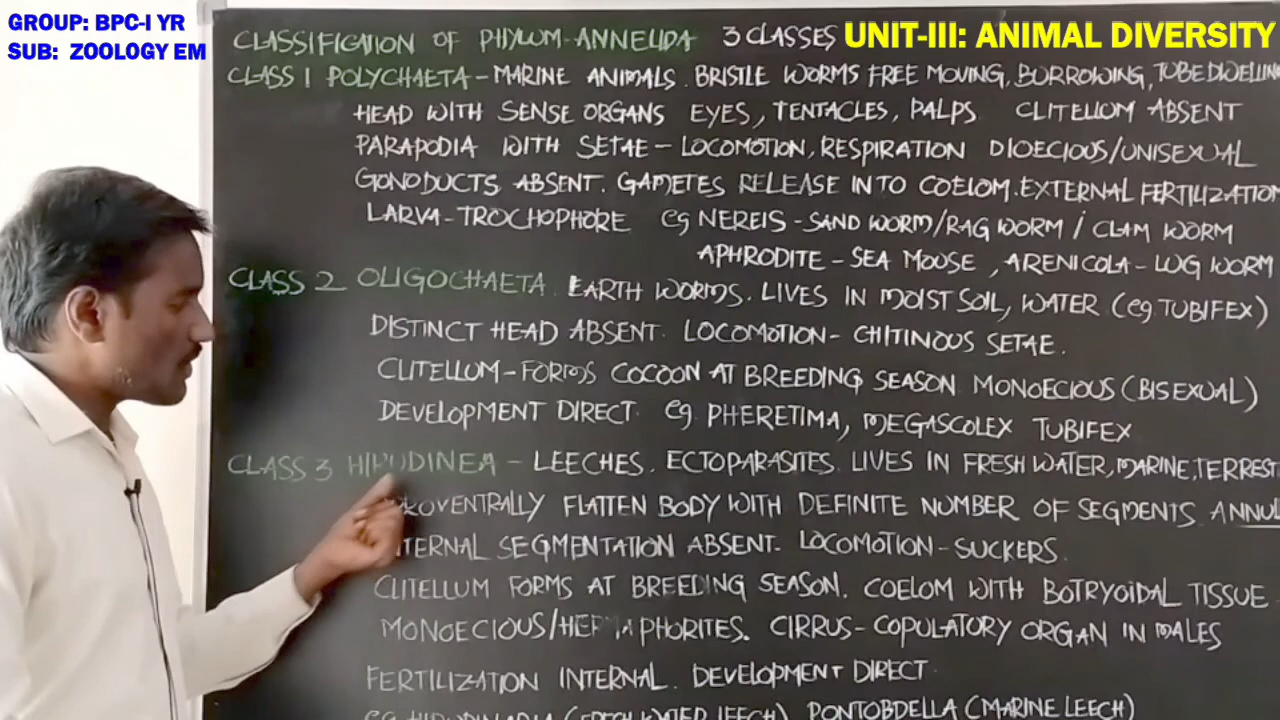 GROUP: BPC-I YR
SUB: ZOOLOGY EM
UNIT-III: ANIMAL DIVERSITY
CLASSIFICATION OF PHYLUM-ANNELIDA 3 CLASSES
CLASS 1 POLYCHAETA - MARINE ANIMALS. BRISTLE WORMS FREE MOVING, BURROWING, TUBE DWELLIN
HEAD WITH SENSE ORGANS EYES, TENTACLES, PALPS CLITELLUM ABSENT
PARAPODIA WITH SETAE - LOCOMOTION, RESPIRATION DIOECIOUS/UNISEXUAL
GONODUCTS ABSENT. GAMETES RELEASE INTO COELOM. EXTERNAL FERTILIZATION
LARVA-TROCHOPHORE eg NEREIS - SAND WORM/RAG WORM / CLAM WORM
APHRODITE - SEA MOUSE, ARENICOLA - LUG WORM
CLASS 2 OLIGOCHAETA. EARTH WORMS. LIVES IN MOIST SOIL, WATER (eg. TUBIFEX)
DISTINCT HEAD ABSENT. LOCOMOTION- CHITINOUS SETAE.
CLITELLUM-FORMS COCOON AT BREEDING SEASON MONOECIOUS (BISEXUAL)
DEVELOPMENT DIRECT. eg. PHERETIMA, MEGASCOLEX TUBIFEX
CLASS 3 HIRUDINEA - LEECHES. ECTOPARASITES. LIVES IN FRESH WATER, MARINE, TERREST
ROVENTRALLY FLATTEN BODY WITH DEFINITE NUMBER OF SEGMENTS ANNUL
TERNAL SEGMENTATION ABSENT. LOCOMOTION-SUCKERS.
CLITELLUM FORMS AT BREEDING SEASON. COELOM WITH BOTRYOIDAL TISSUE
MONOECIOUS/HERMAPHORITES. CIRRUS-COPULATORY ORGAN IN MALES
FERTILIZATION INTERNAL. DEVELOPMENT DIRECT.
PONTOBDELLA (MARINE LEECH)